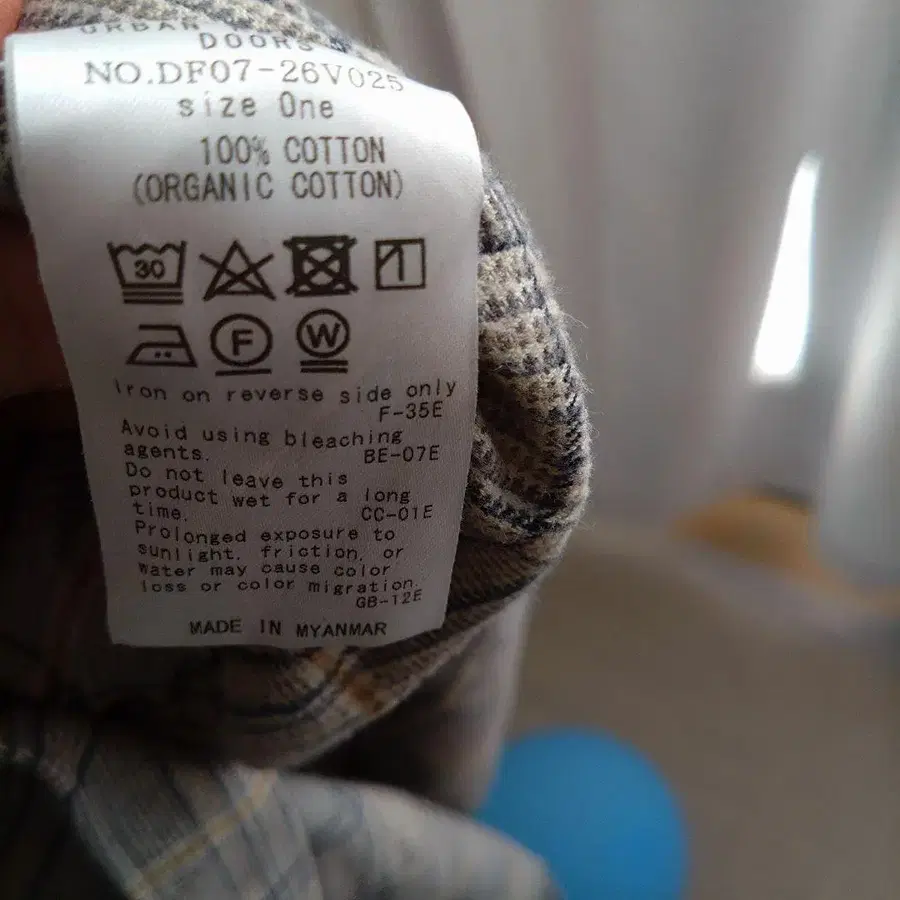 URBAN
DOORS
NO.DF07-26V025
size One
100% COTTON
(ORGANIC COTTON)
30
F
W
Iron on reverse side only
F-35E
Avoid using bleaching
agents.
BE-07E
Do not leave this
product wet for a long
time.
CC-01E
Prolonged exposure to
sunlight, friction, or
water may cause color
loss or color migration.
GB-12E
MADE IN MYANMAR